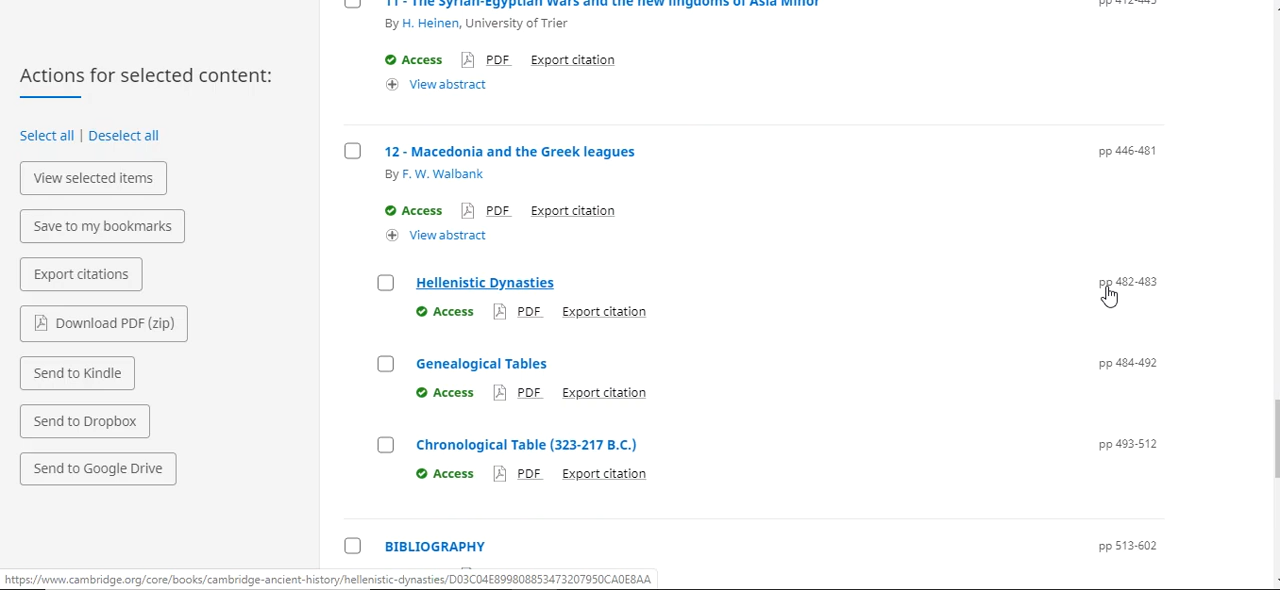 11 - The Syrian-Egyptian Wars and the new
of Asia Minor
By H. Heinen, University of Trier
pp 412-445
Access PDF Export citation
View abstract
Actions for selected content:
Select all | Deselect all
View selected items
Save to my bookmarks
Export citations
Download PDF (zip)
Send to Kindle
Send to Dropbox
Send to Google Drive
12 - Macedonia and the Greek leagues
pp 446-481
By F. W. Walbank
Access PDF Export citation
View abstract
Hellenistic Dynasties
pp 482-483
Access PDF Export citation
Genealogical Tables
pp 484-492
Access PDF Export citation
Chronological Table (323-217 B.C.)
pp 493-512
Access PDF Export citation
BIBLIOGRAPHY
pp 513-602
https://www.cambridge.org/core/books/cambridge-ancient-history/hellenistic-dynasties/D03C04E899808853473207950CA0E8AA